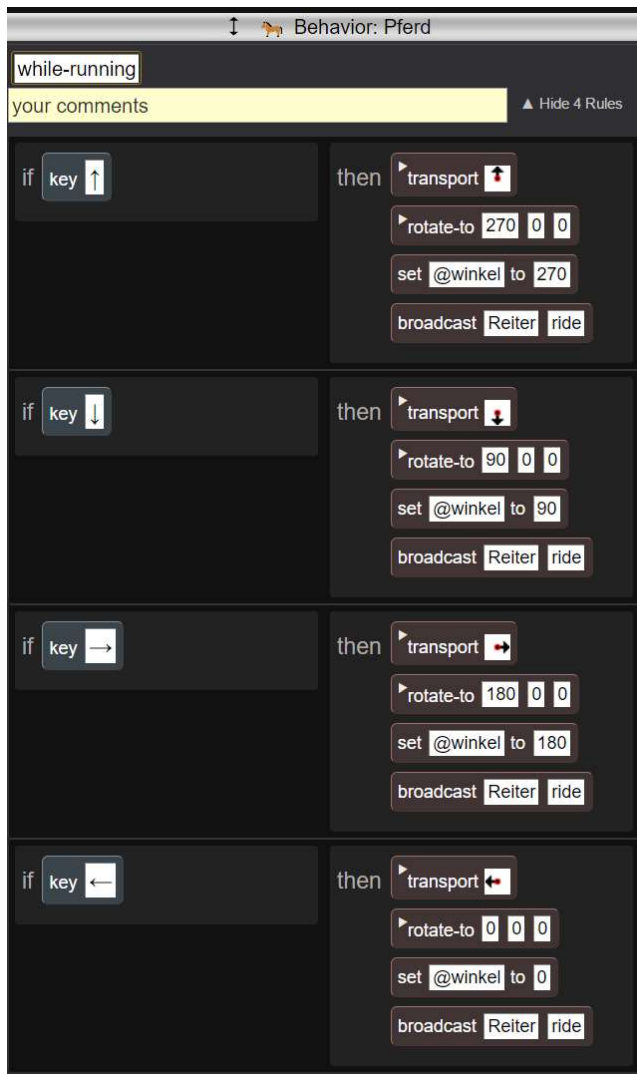 Behavior: Pferd
while-running
your comments ▲ Hide 4 Rules
if key ↑ then transport
rotate-to 270 0 0
set @winkel to 270
broadcast Reiter ride
if key ↓ then transport
rotate-to 90 0 0
set @winkel to 90
broadcast Reiter ride
if key → then transport
rotate-to 180 0 0
set @winkel to 180
broadcast Reiter ride
if key ← then transport
rotate-to 0 0 0
set @winkel to 0
broadcast Reiter ride